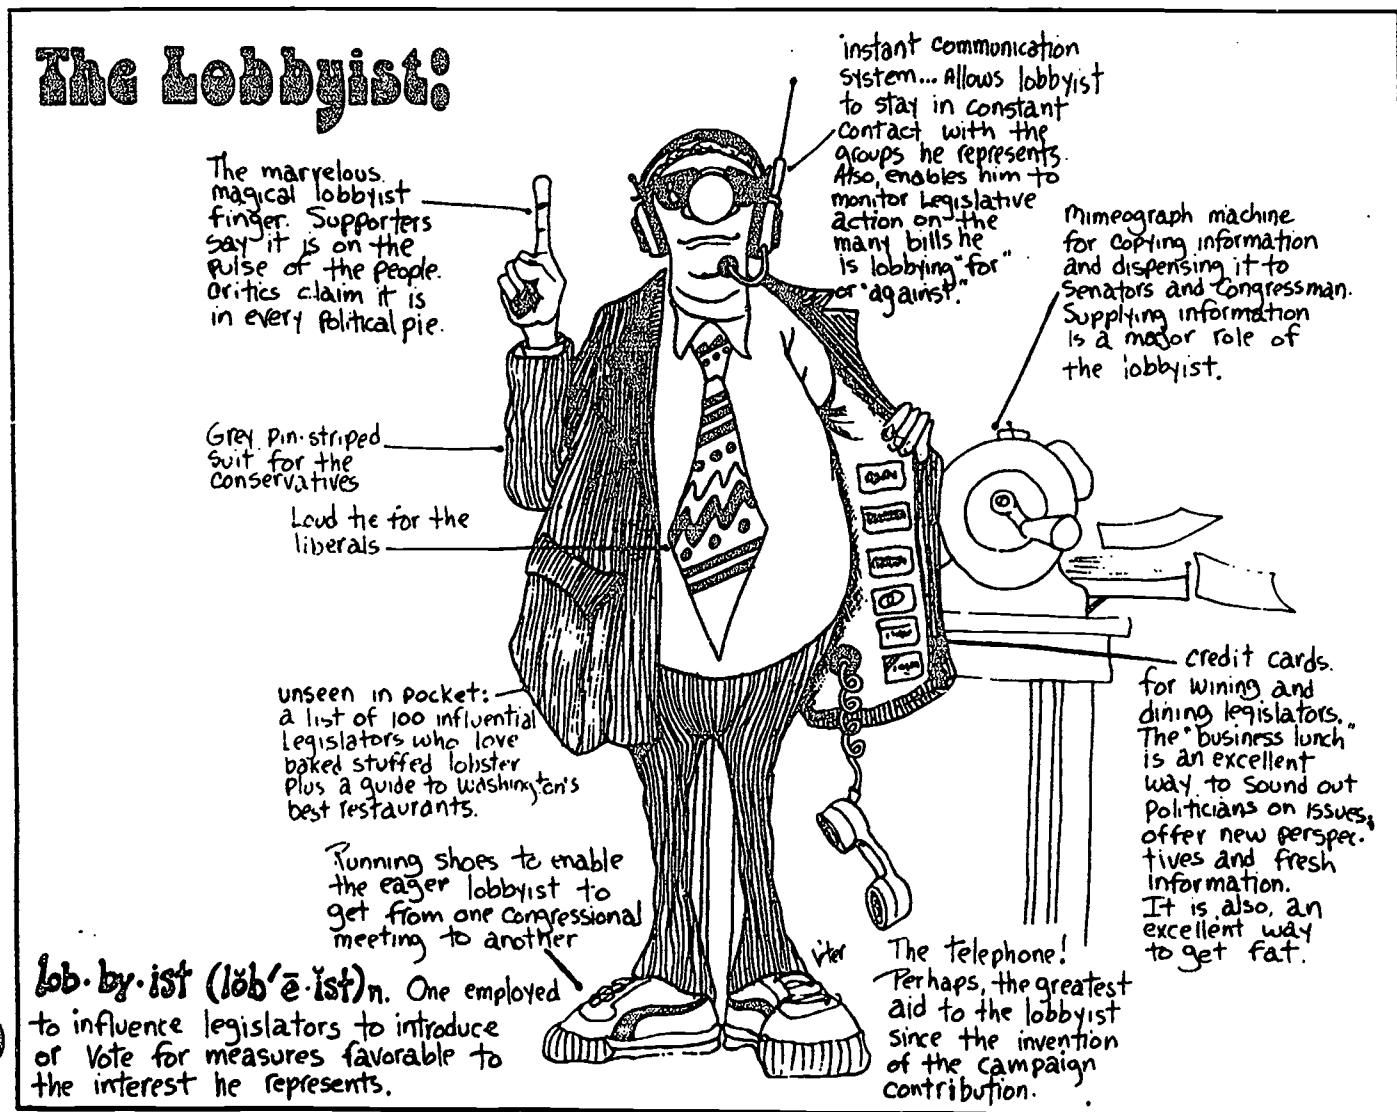 The Lobbyist:
The marvelous
magical lobbyist
finger. Supporters
say it is on the
pulse of the people.
Critics claim it is
in every political pie.
instant communication
system... Allows lobbyist
to stay in constant
contact with the
groups he represents.
Also, enables him to
monitor Legislative
action on the
many bills he
is lobbying "for"
or "against."
Mimeograph machine
for copying information
and dispensing it to
Senators and Congressman.
Supplying information
is a major role of
the lobbyist.
Grey pin-striped
suit for the
conservatives
Loud tie for the
liberals
unseen in pocket:
a list of 100 influential
Legislators who love
baked stuffed lobster
Plus a guide to Washington's
best restaurants.
credit cards.
for wining and
dining legislators.
The "business lunch"
is an excellent
way to sound out
Politicians on issues,
offer new perspec-
tives and fresh
information.
It is also, an
excellent way
to get fat.
Running shoes to enable
the eager lobbyist to
get from one congressional
meeting to another
The telephone!
Perhaps, the greatest
aid to the lobbyist
since the invention
of the campaign
contribution.
lob·by·ist (lŏb'ē·ĭst) n. One employed
to influence legislators to introduce
or vote for measures favorable to
the interest he represents.